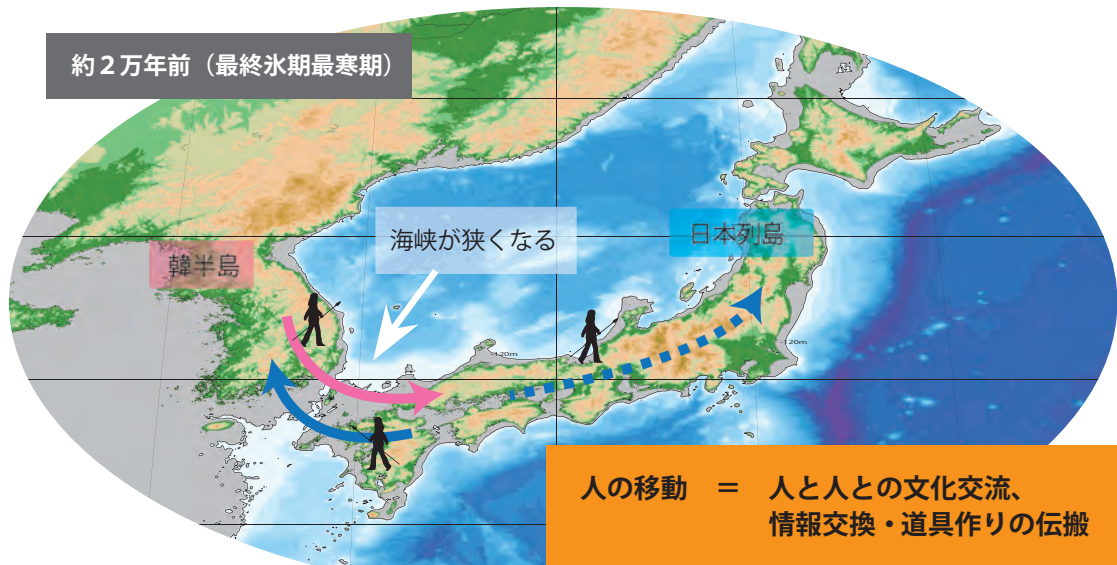 約２万年前（最終氷期最寒期）
海峡が狭くなる
日本列島
韓半島
120m
120m
人の移動　＝　人と人との文化交流、
情報交換・道具作りの伝搬